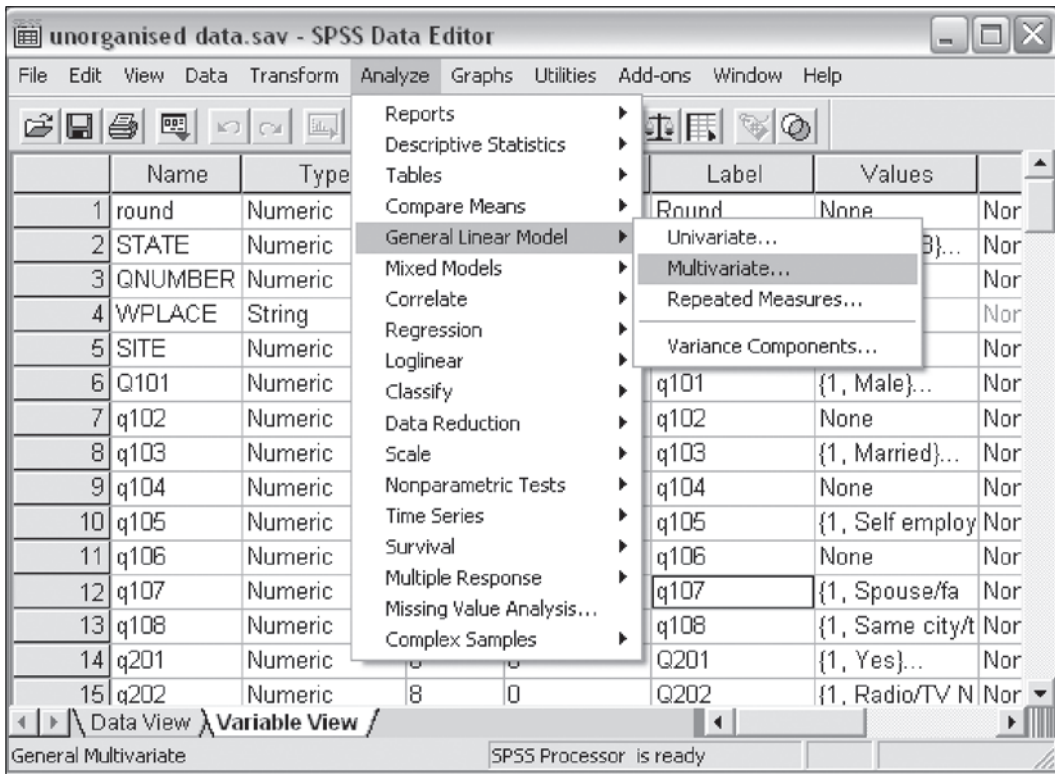 unorganised data.sav - SPSS Data Editor
File Edit View Data Transform Analyze Graphs Utilities Add-ons Window Help
Reports
Descriptive Statistics
Tables
Compare Means
General Linear Model
Mixed Models
Correlate
Regression
Loglinear
Classify
Data Reduction
Scale
Nonparametric Tests
Time Series
Survival
Multiple Response
Missing Value Analysis...
Complex Samples
Univariate...
Multivariate...
Repeated Measures...
Variance Components...
Name Type Label Values
1 round Numeric Round None Nor
2 STATE Numeric }... Nor
3 QNUMBER Numeric Nor
4 WPLACE String Nor
5 SITE Numeric Nor
6 Q101 Numeric q101 {1, Male}... Nor
7 q102 Numeric q102 None Nor
8 q103 Numeric q103 {1, Married}... Nor
9 q104 Numeric q104 None Nor
10 q105 Numeric q105 {1, Self employ Nor
11 q106 Numeric q106 None Nor
12 q107 Numeric q107 {1, Spouse/fa Nor
13 q108 Numeric q108 {1, Same city/t Nor
14 q201 Numeric Q201 {1, Yes}... Nor
15 q202 Numeric 8 0 Q202 {1, Radio/TV N Nor
Data View Variable View
General Multivariate SPSS Processor is ready